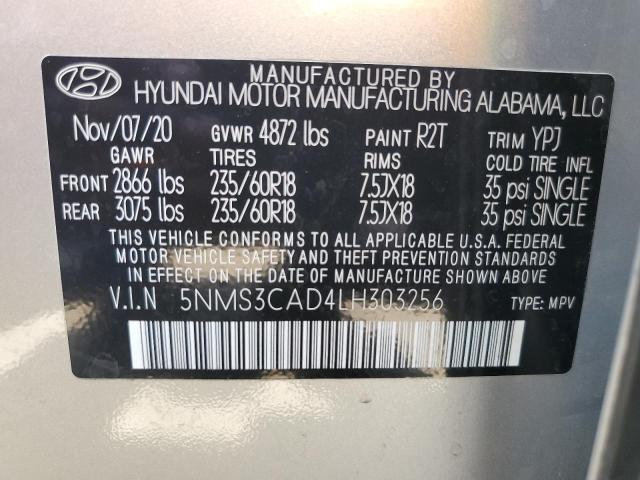 MANUFACTURED BY
HYUNDAI MOTOR MANUFACTURING ALABAMA, LLC
Nov/07/20 GVWR 4872 lbs PAINT R2T TRIM YPJ
GAWR TIRES RIMS COLD TIRE INFL
FRONT 2866 lbs 235/60R18 7.5JX18 35 psi SINGLE
REAR 3075 lbs 235/60R18 7.5JX18 35 psi SINGLE
THIS VEHICLE CONFORMS TO ALL APPLICABLE U.S.A. FEDERAL
MOTOR VEHICLE SAFETY AND THEFT PREVENTION STANDARDS
IN EFFECT ON THE DATE OF MANUFACTURE SHOWN ABOVE.
V.I.N 5NMS3CAD4LH303256 TYPE: MPV